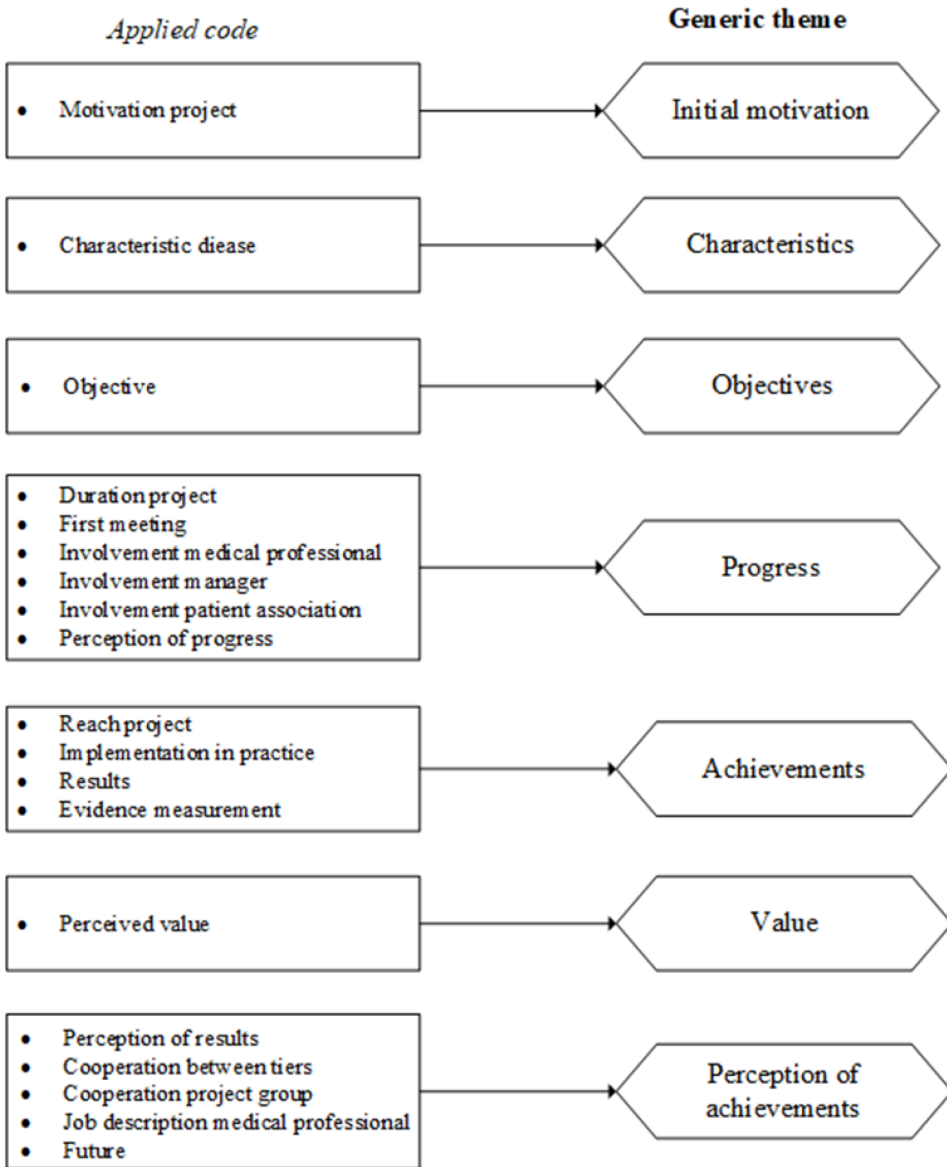 Applied code
Generic theme
• Motivation project
Initial motivation
• Characteristic diease
Characteristics
• Objective
Objectives
• Duration project
• First meeting
• Involvement medical professional
• Involvement manager
• Involvement patient association
• Perception of progress
Progress
• Reach project
• Implementation in practice
• Results
• Evidence measurement
Achievements
• Perceived value
Value
• Perception of results
• Cooperation between tiers
• Cooperation project group
• Job description medical professional
• Future
Perception of
achievements